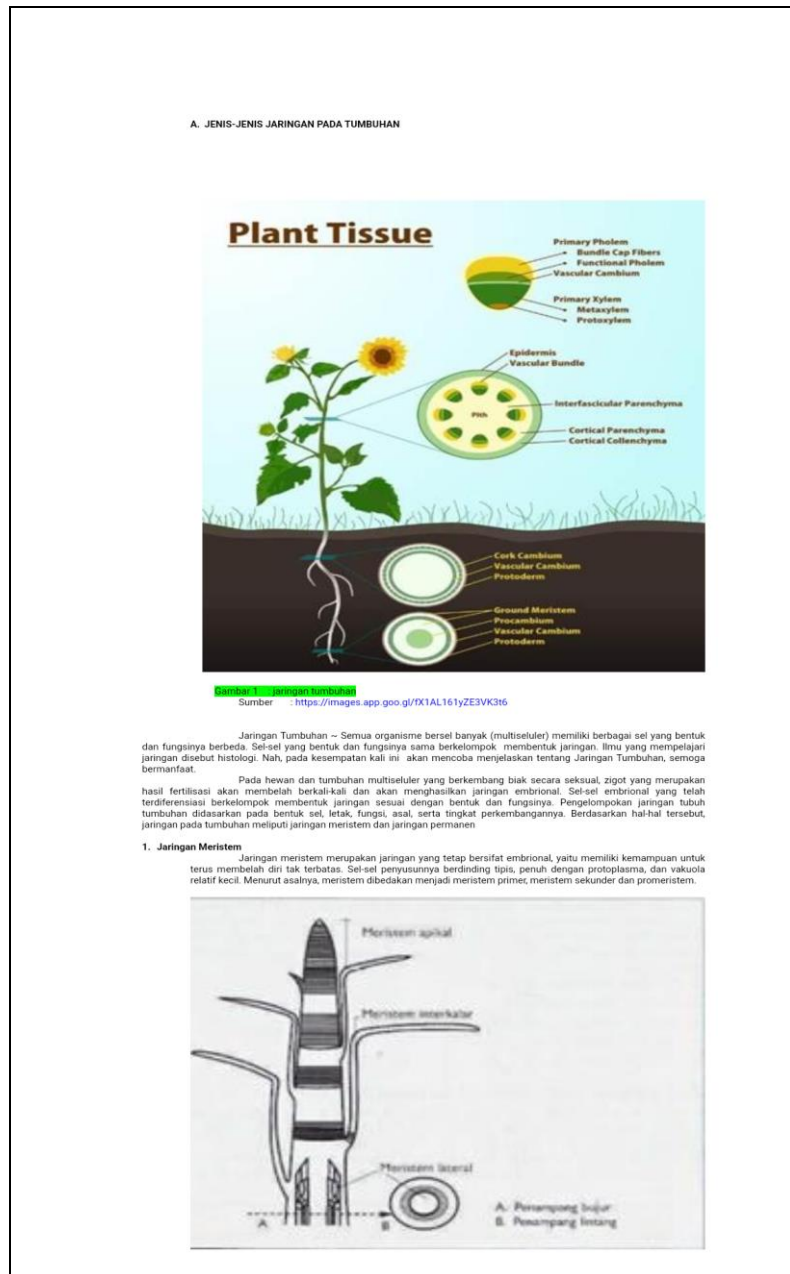 A. JENIS-JENIS JARINGAN PADA TUMBUHAN
Plant Tissue
Primary Pholem
Bundle Cap Fibers
Functional Pholem
Vascular Cambium
Primary Xylem
Metaxylem
Protoxylem
Epidermis
Vascular Bundle
Interfascicular Parenchyma
Pith
Cortical Parenchyma
Cortical Collenchyma
Cork Cambium
Vascular Cambium
Protoderm
Ground Meristem
Procambium
Vascular Cambium
Protoderm
Gambar 1 : jaringan tumbuhan
Sumber : https://images.app.goo.gl/fX1AL161yZE3VK3t6
Jaringan Tumbuhan ~ Semua organisme bersel banyak (multiseluler) memiliki berbagai sel yang bentuk
dan fungsinya berbeda. Sel-sel yang bentuk dan fungsinya sama berkelompok membentuk jaringan. Ilmu yang mempelajari
jaringan disebut histologi. Nah, pada kesempatan kali ini akan mencoba menjelaskan tentang Jaringan Tumbuhan, semoga
bermanfaat.
Pada hewan dan tumbuhan multiseluler yang berkembang biak secara seksual, zigot yang merupakan
hasil fertilisasi akan membelah berkali-kali dan akan menghasilkan jaringan embrional. Sel-sel embrional yang telah
terdiferensiasi berkelompok membentuk jaringan sesuai dengan bentuk dan fungsinya. Pengelompokan jaringan tubuh
tumbuhan didasarkan pada bentuk sel, letak, fungsi, asal, serta tingkat perkembangannya. Berdasarkan hal-hal tersebut,
jaringan pada tumbuhan meliputi jaringan meristem dan jaringan permanen
1. Jaringan Meristem
Jaringan meristem merupakan jaringan yang tetap bersifat embrional, yaitu memiliki kemampuan untuk
terus membelah diri tak terbatas. Sel-sel penyusunnya berdinding tipis, penuh dengan protoplasma, dan vakuola
relatif kecil. Menurut asalnya, meristem dibedakan menjadi meristem primer, meristem sekunder dan promeristem.
Meristem apikal
Meristem interkalar
Meristem lateral
A
B
A. Penampang bujur
B. Penampang lintang